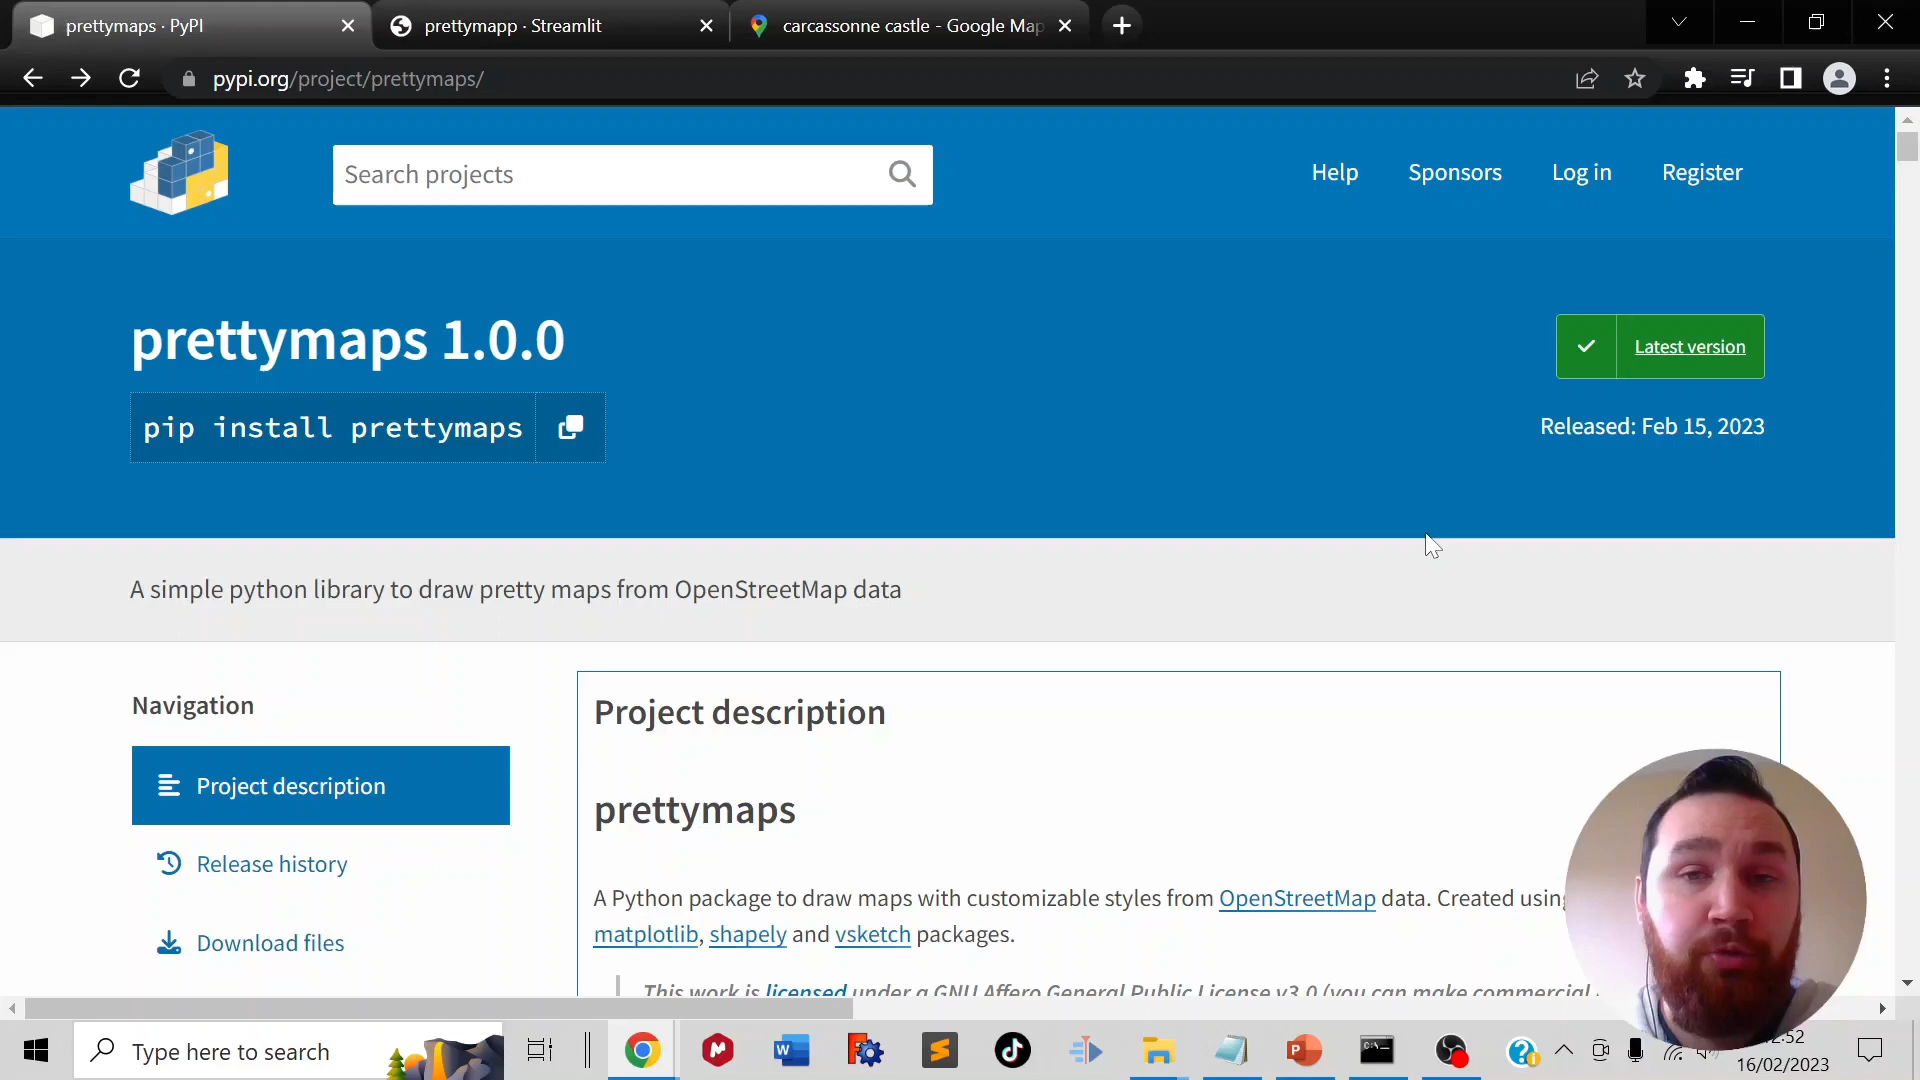 prettymaps · PyPI
prettymapp · Streamlit
carcassonne castle - Google Map
pypi.org/project/prettymaps/
Search projects
Help
Sponsors
Log in
Register
prettymaps 1.0.0
Latest version
pip install prettymaps
Released: Feb 15, 2023
A simple python library to draw pretty maps from OpenStreetMap data
Navigation
Project description
Release history
Download files
Project description
prettymaps
A Python package to draw maps with customizable styles from OpenStreetMap data. Created using
matplotlib, shapely and vsketch packages.
This work is licensed under a GNU Affero General Public License v3.0 (you can make commercial
Type here to search
:52
16/02/2023